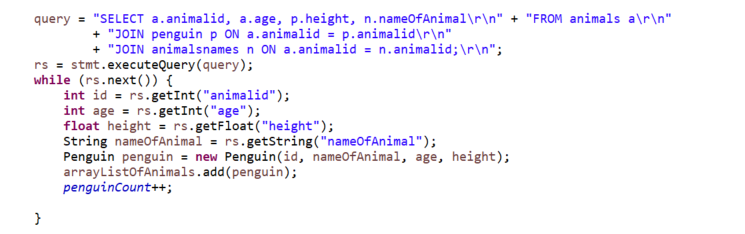 query = "SELECT a.animalid, a.age, p.height, n.nameOfAnimal\r\n" + "FROM animals a\r\n"
        + "JOIN penguin p ON a.animalid = p.animalid\r\n"
        + "JOIN animalsnames n ON a.animalid = n.animalid;\r\n";
rs = stmt.executeQuery(query);
while (rs.next()) {
    int id = rs.getInt("animalid");
    int age = rs.getInt("age");
    float height = rs.getFloat("height");
    String nameOfAnimal = rs.getString("nameOfAnimal");
    Penguin penguin = new Penguin(id, nameOfAnimal, age, height);
    arrayListOfAnimals.add(penguin);
    penguinCount++;

}